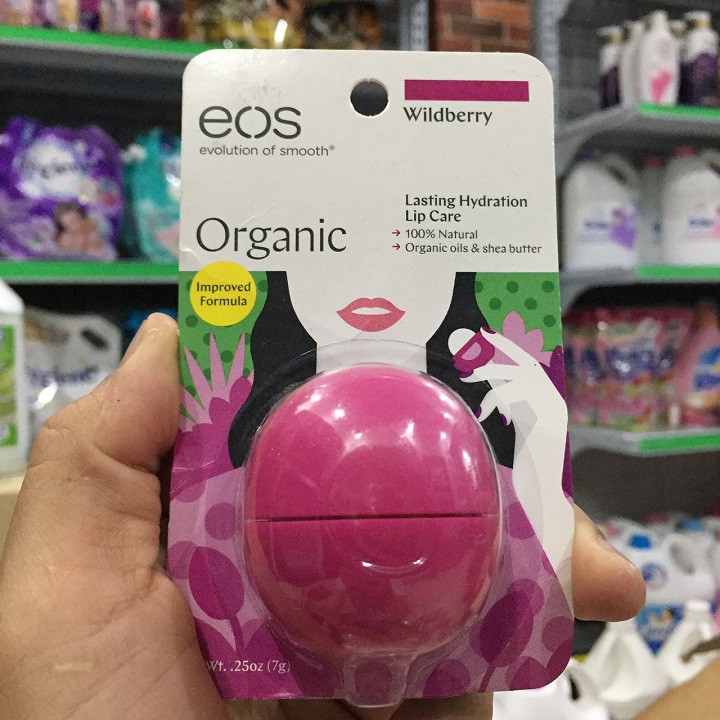 eos
evolution of smooth®
Wildberry
Organic
Lasting Hydration
Lip Care
→ 100% Natural
→ Organic oils & shea butter
Improved
Formula
Wt. .25oz (7g)